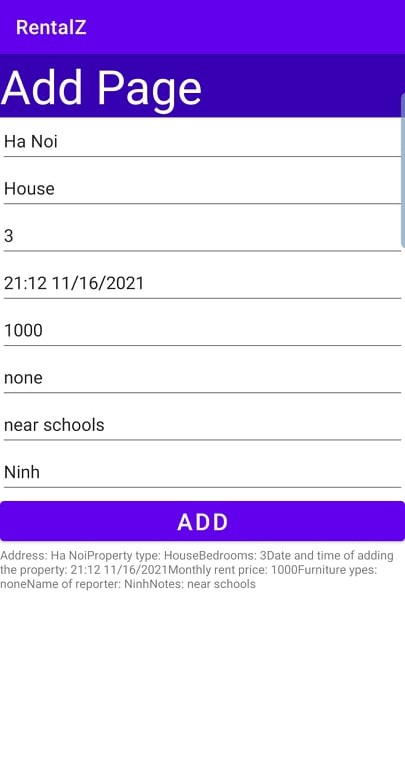 RentalZ
Add Page
Ha Noi
House
3
21:12 11/16/2021
1000
none
near schools
Ninh
ADD
Address: Ha NoiProperty type: HouseBedrooms: 3Date and time of adding
the property: 21:12 11/16/2021Monthly rent price: 1000Furniture ypes:
noneName of reporter: NinhNotes: near schools